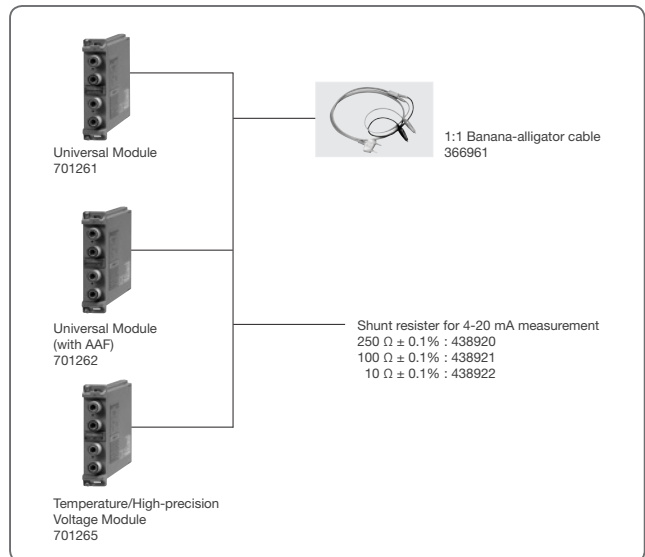 Universal Module
701261
1:1 Banana-alligator cable
366961
Universal Module
(with AAF)
701262
Shunt resister for 4-20 mA measurement
250 Ω ± 0.1% : 438920
100 Ω ± 0.1% : 438921
10 Ω ± 0.1% : 438922
Temperature/High-precision
Voltage Module
701265